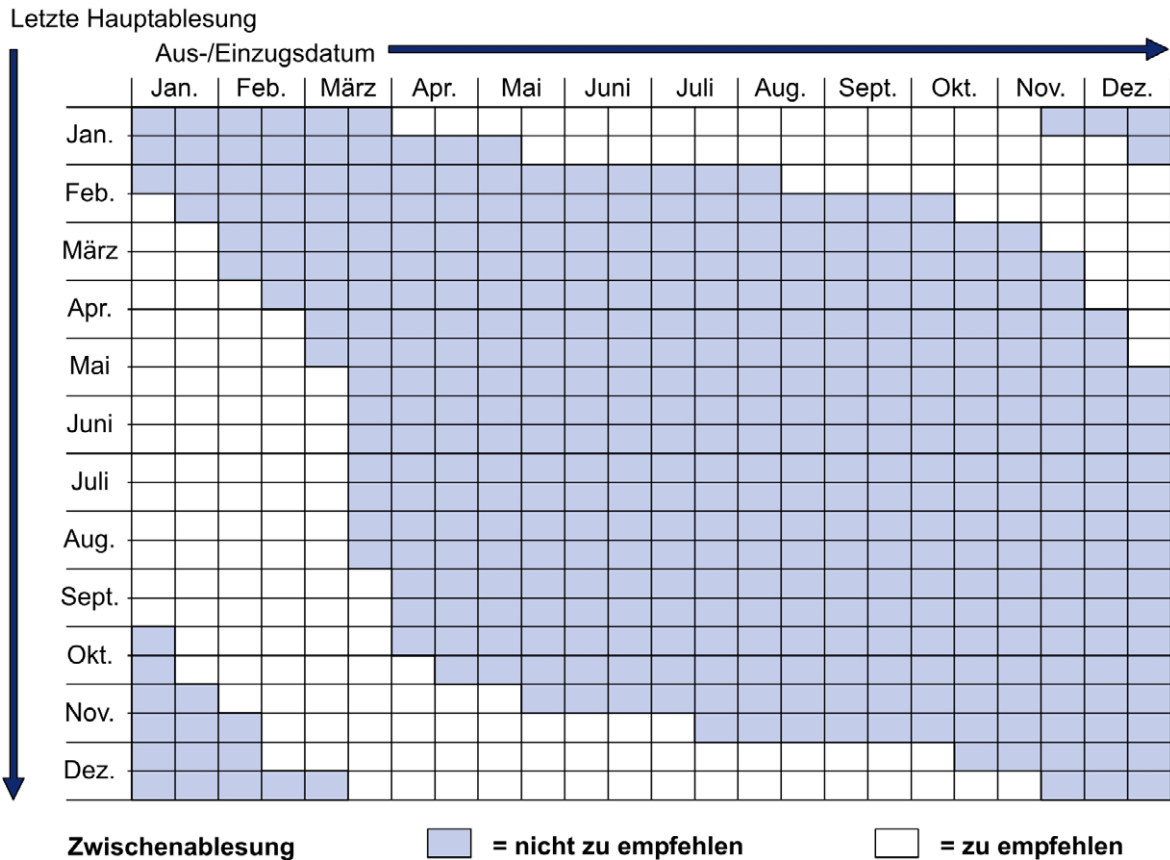 Letzte Hauptablesung
Aus-/Einzugsdatum
Jan. Feb. März Apr. Mai Juni Juli Aug. Sept. Okt. Nov. Dez.
Jan.
Feb.
März
Apr.
Mai
Juni
Juli
Aug.
Sept.
Okt.
Nov.
Dez.
Zwischenablesung = nicht zu empfehlen = zu empfehlen